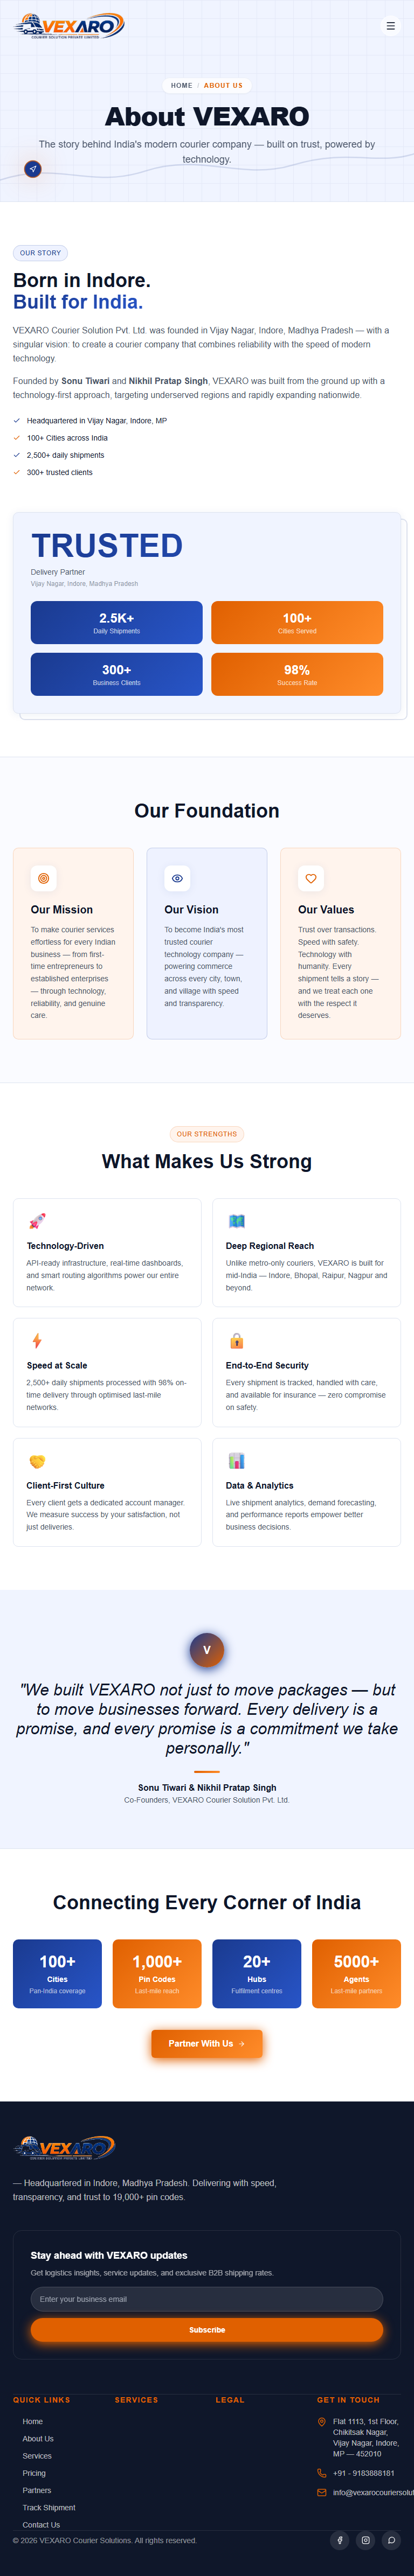 VEXARO
COURIER SOLUTION PRIVATE LIMITED
HOME / ABOUT US
About VEXARO
The story behind India's modern courier company — built on trust, powered by
technology.
OUR STORY
Born in Indore.
Built for India.
VEXARO Courier Solution Pvt. Ltd. was founded in Vijay Nagar, Indore, Madhya Pradesh — with a
singular vision: to create a courier company that combines reliability with the speed of modern
technology.
Founded by Sonu Tiwari and Nikhil Pratap Singh, VEXARO was built from the ground up with a
technology-first approach, targeting underserved regions and rapidly expanding nationwide.
Headquartered in Vijay Nagar, Indore, MP
100+ Cities across India
2,500+ daily shipments
300+ trusted clients
TRUSTED
Delivery Partner
Vijay Nagar, Indore, Madhya Pradesh
2.5K+
Daily Shipments
100+
Cities Served
300+
Business Clients
98%
Success Rate
Our Foundation
Our Mission
To make courier services
effortless for every Indian
business — from first-
time entrepreneurs to
established enterprises
— through technology,
reliability, and genuine
care.
Our Vision
To become India's most
trusted courier
technology company —
powering commerce
across every city, town,
and village with speed
and transparency.
Our Values
Trust over transactions.
Speed with safety.
Technology with
humanity. Every
shipment tells a story —
and we treat each one
with the respect it
deserves.
OUR STRENGTHS
What Makes Us Strong
Technology-Driven
API-ready infrastructure, real-time dashboards,
and smart routing algorithms power our entire
network.
Deep Regional Reach
Unlike metro-only couriers, VEXARO is built for
mid-India — Indore, Bhopal, Raipur, Nagpur and
beyond.
Speed at Scale
2,500+ daily shipments processed with 98% on-
time delivery through optimised last-mile
networks.
End-to-End Security
Every shipment is tracked, handled with care,
and available for insurance — zero compromise
on safety.
Client-First Culture
Every client gets a dedicated account manager.
We measure success by your satisfaction, not
just deliveries.
Data & Analytics
Live shipment analytics, demand forecasting,
and performance reports empower better
business decisions.
V
"We built VEXARO not just to move packages — but
to move businesses forward. Every delivery is a
promise, and every promise is a commitment we take
personally."
Sonu Tiwari & Nikhil Pratap Singh
Co-Founders, VEXARO Courier Solution Pvt. Ltd.
Connecting Every Corner of India
100+
Cities
Pan-India coverage
1,000+
Pin Codes
Last-mile reach
20+
Hubs
Fulfilment centres
5000+
Agents
Last-mile partners
Partner With Us
VEXARO
COURIER SOLUTION PRIVATE LIMITED
— Headquartered in Indore, Madhya Pradesh. Delivering with speed,
transparency, and trust to 19,000+ pin codes.
Stay ahead with VEXARO updates
Get logistics insights, service updates, and exclusive B2B shipping rates.
Enter your business email
Subscribe
QUICK LINKS
Home
About Us
Services
Pricing
Partners
Track Shipment
Contact Us
SERVICES
LEGAL
GET IN TOUCH
Flat 1113, 1st Floor,
Chikitsak Nagar,
Vijay Nagar, Indore,
MP — 452010
+91 - 9183888181
info@vexarocouriersolut
© 2026 VEXARO Courier Solutions. All rights reserved.